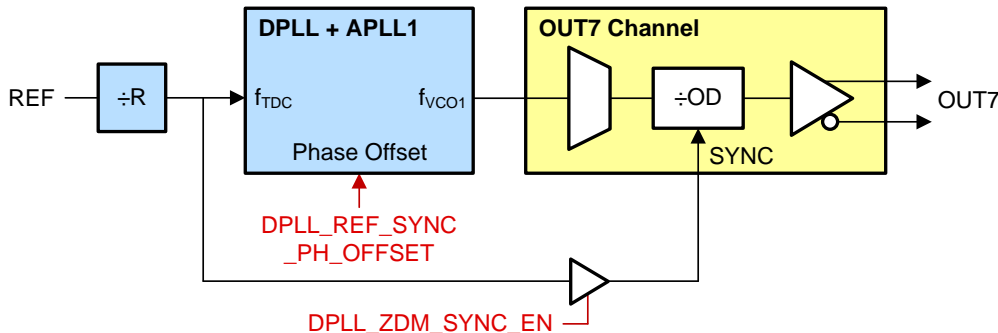 DPLL + APLL1
OUT7 Channel
REF
÷R
fTDC
fVCO1
÷OD
OUT7
Phase Offset
SYNC
DPLL_REF_SYNC
_PH_OFFSET
DPLL_ZDM_SYNC_EN